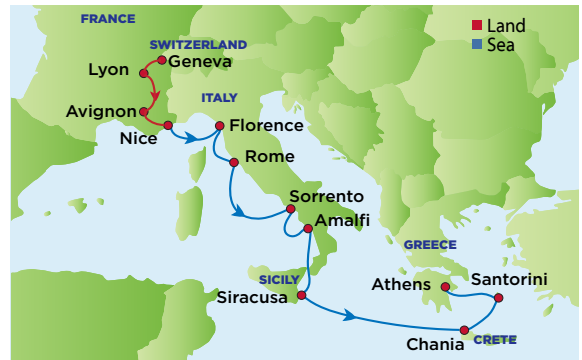 FRANCE
Land
Sea
SWITZERLAND
Geneva
Lyon
ITALY
Avignon
Nice
Florence
Rome
Sorrento
Amalfi
GREECE
SICILY
Siracusa
Athens
Santorini
Chania
CRETE